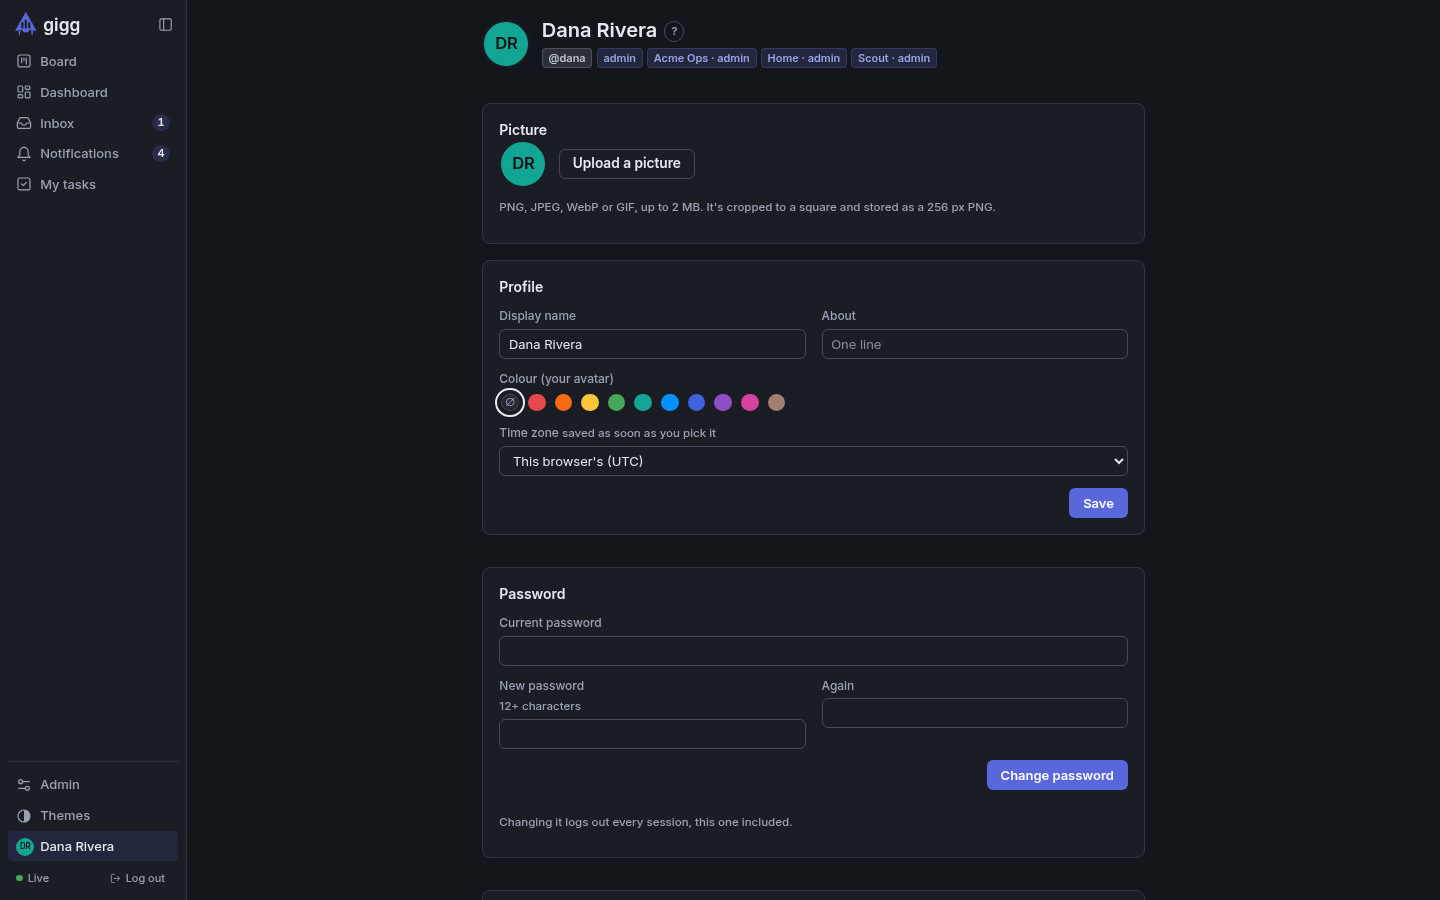 gigg
Board
Dashboard
Inbox 1
Notifications 4
My tasks
Admin
Themes
DR Dana Rivera
Live Log out
DR
Dana Rivera ?
@dana admin Acme Ops · admin Home · admin Scout · admin
Picture
DR Upload a picture
PNG, JPEG, WebP or GIF, up to 2 MB. It's cropped to a square and stored as a 256 px PNG.
Profile
Display name About
Dana Rivera One line
Colour (your avatar)
Time zone saved as soon as you pick it
This browser's (UTC)
Save
Password
Current password
New password Again
12+ characters
Change password
Changing it logs out every session, this one included.